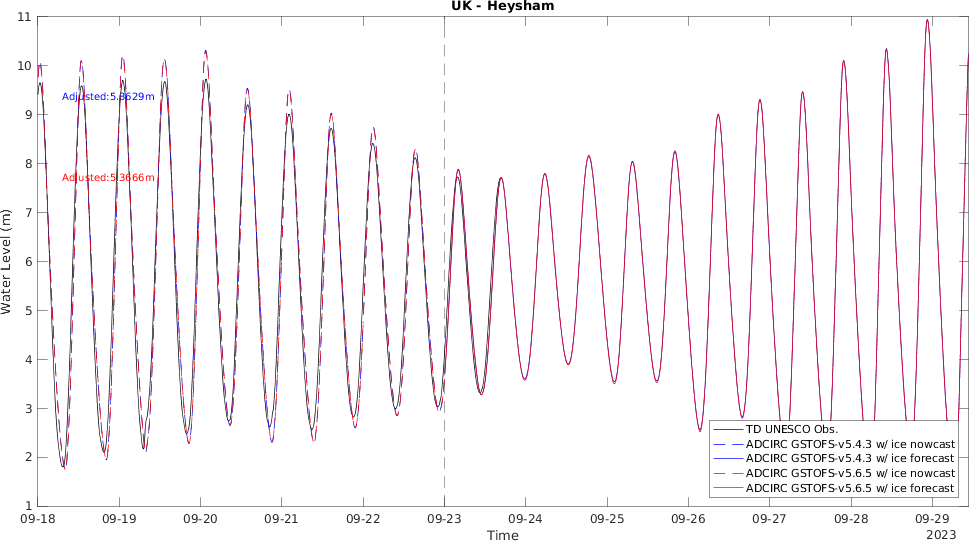 UK - Heysham
11
10
9
8
7
6
5
4
3
2
1
Water Level (m)
Adjusted:5.3629m
Adjusted:5.3666m
TD UNESCO Obs.
ADCIRC GSTOFS-v5.4.3 w/ ice nowcast
ADCIRC GSTOFS-v5.4.3 w/ ice forecast
ADCIRC GSTOFS-v5.6.5 w/ ice nowcast
ADCIRC GSTOFS-v5.6.5 w/ ice forecast
09-18 09-19 09-20 09-21 09-22 09-23 09-24 09-25 09-26 09-27 09-28 09-29
Time
2023